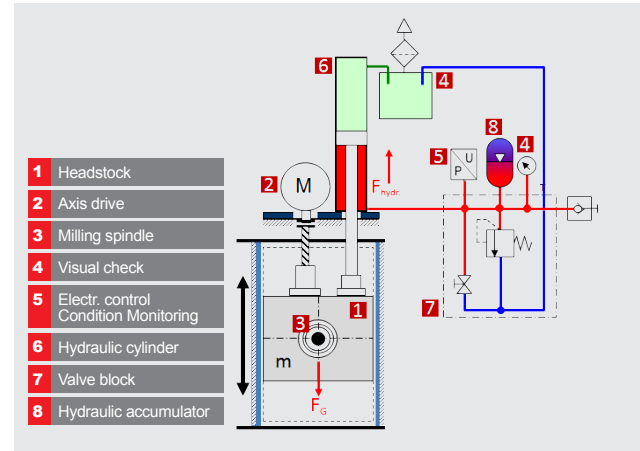 1 Headstock
2 Axis drive
3 Milling spindle
4 Visual check
5 Electr. control
Condition Monitoring
6 Hydraulic cylinder
7 Valve block
8 Hydraulic accumulator
6
4
8
5
U
P
4
2
M
F hydr.
T
7
1
3
m
F G